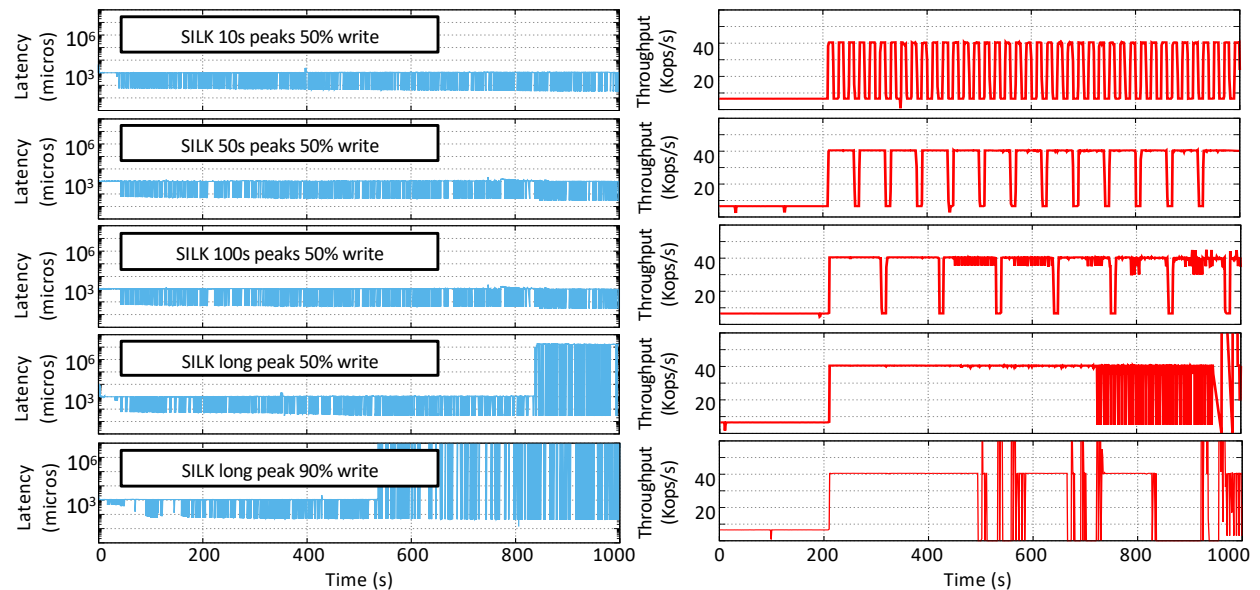 Latency
(micros)
10^6
10^3
SILK 10s peaks 50% write
Throughput
(Kops/s)
40
20
Latency
(micros)
10^6
10^3
SILK 50s peaks 50% write
Throughput
(Kops/s)
40
20
Latency
(micros)
10^6
10^3
SILK 100s peaks 50% write
Throughput
(Kops/s)
40
20
Latency
(micros)
10^6
10^3
SILK long peak 50% write
Throughput
(Kops/s)
40
20
Latency
(micros)
10^6
10^3
SILK long peak 90% write
Throughput
(Kops/s)
40
20
0 200 400 600 800 1000
Time (s)
0 200 400 600 800 1000
Time (s)